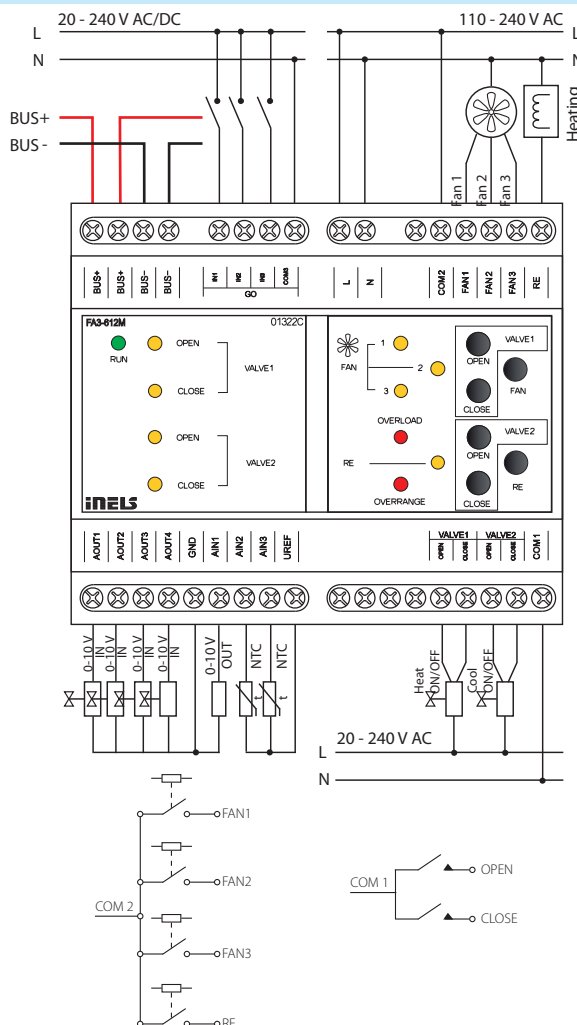 20 - 240 V AC/DC
110 - 240 V AC
L
L
N
N
BUS+
BUS -
Heating
Fan 1
Fan 2
Fan 3
BUS+
BUS+
BUS-
BUS-
IN1
IN2
IN3
COM3
GO
L
N
COM2
FAN1
FAN2
FAN3
RE
FA3-612M
01322C
RUN
OPEN
CLOSE
VALVE1
OPEN
CLOSE
VALVE2
iNELS
FAN
1
2
3
OVERLOAD
RE
OVERRANGE
VALVE1
OPEN
CLOSE
FAN
VALVE2
OPEN
CLOSE
RE
AOUT1
AOUT2
AOUT3
AOUT4
GND
AIN1
AIN2
AIN3
UREF
VALVE1
VALVE2
OPEN
CLOSE
OPEN
CLOSE
COM1
0-10 V
IN
0-10 V
IN
0-10 V
IN
0-10 V
IN
0-10 V
OUT
NTC
NTC
t
t
Heat
ON/OFF
Cool
ON/OFF
20 - 240 V AC
L
N
FAN1
FAN2
COM 2
FAN3
RE
COM 1
OPEN
CLOSE